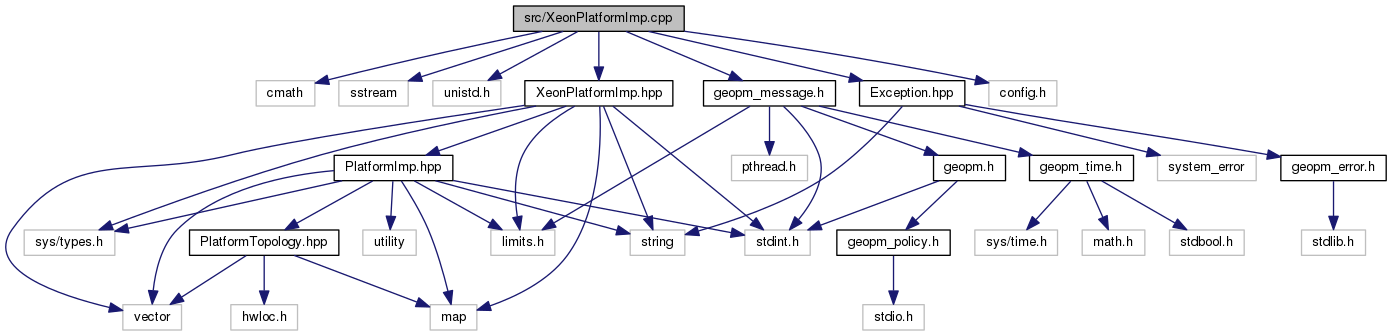 src/XeonPlatformImp.cpp
cmath
sstream
unistd.h
XeonPlatformImp.hpp
geopm_message.h
Exception.hpp
config.h
PlatformImp.hpp
pthread.h
geopm.h
geopm_time.h
system_error
geopm_error.h
sys/types.h
PlatformTopology.hpp
utility
limits.h
string
stdint.h
geopm_policy.h
sys/time.h
math.h
stdbool.h
stdlib.h
vector
hwloc.h
map
stdio.h